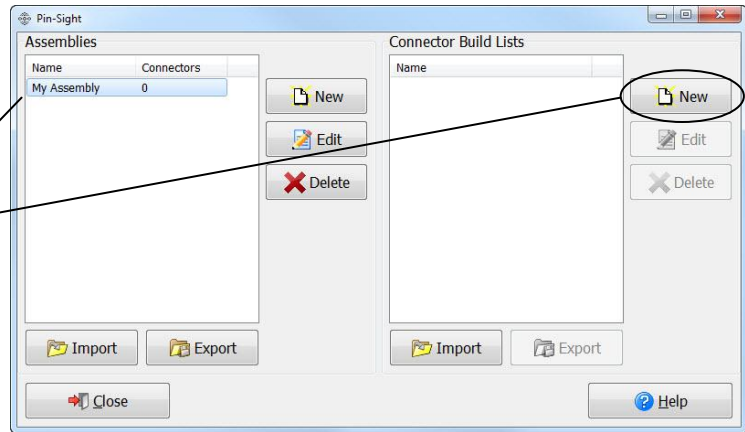 Pin-Sight
Assemblies
Name Connectors
My Assembly 0
New
Edit
Delete
Import Export
Connector Build Lists
Name
New
Edit
Delete
Import Export
Close
Help